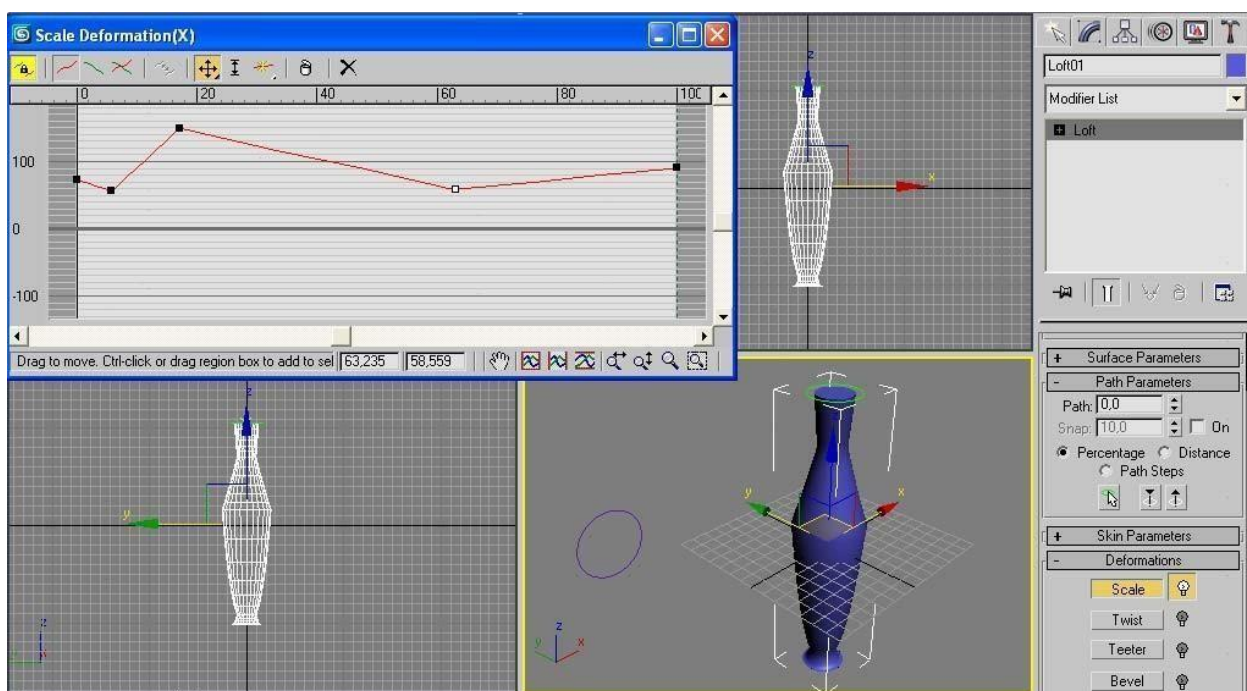 Scale Deformation(X)
0 20 40 60 80 100
100
0
-100
Drag to move. Ctrl-click or drag region box to add to sel 63,235 58,559
z
x
z
y
z
x
z
y x
z
y x
Loft01
Modifier List
Loft
+ Surface Parameters
- Path Parameters
Path: 0,0
Snap: 10,0 On
Percentage Distance
Path Steps
+ Skin Parameters
- Deformations
Scale
Twist
Teeter
Bevel